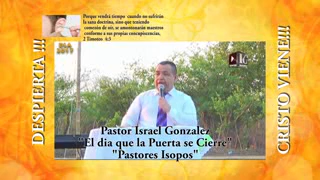 Porque vendrá tiempo cuando no sufrirán
la sana doctrina, sino que teniendo
comezón de oír, se amontonarán maestros
conforme a sus propias concupiscencias,
2 Timoteo 4:3
DESPIERTA !!!
CRISTO VIENE!!!
Pastor Israel Gonzalez
"El dia que la Puerta se Cierre"
"Pastores Isopos"